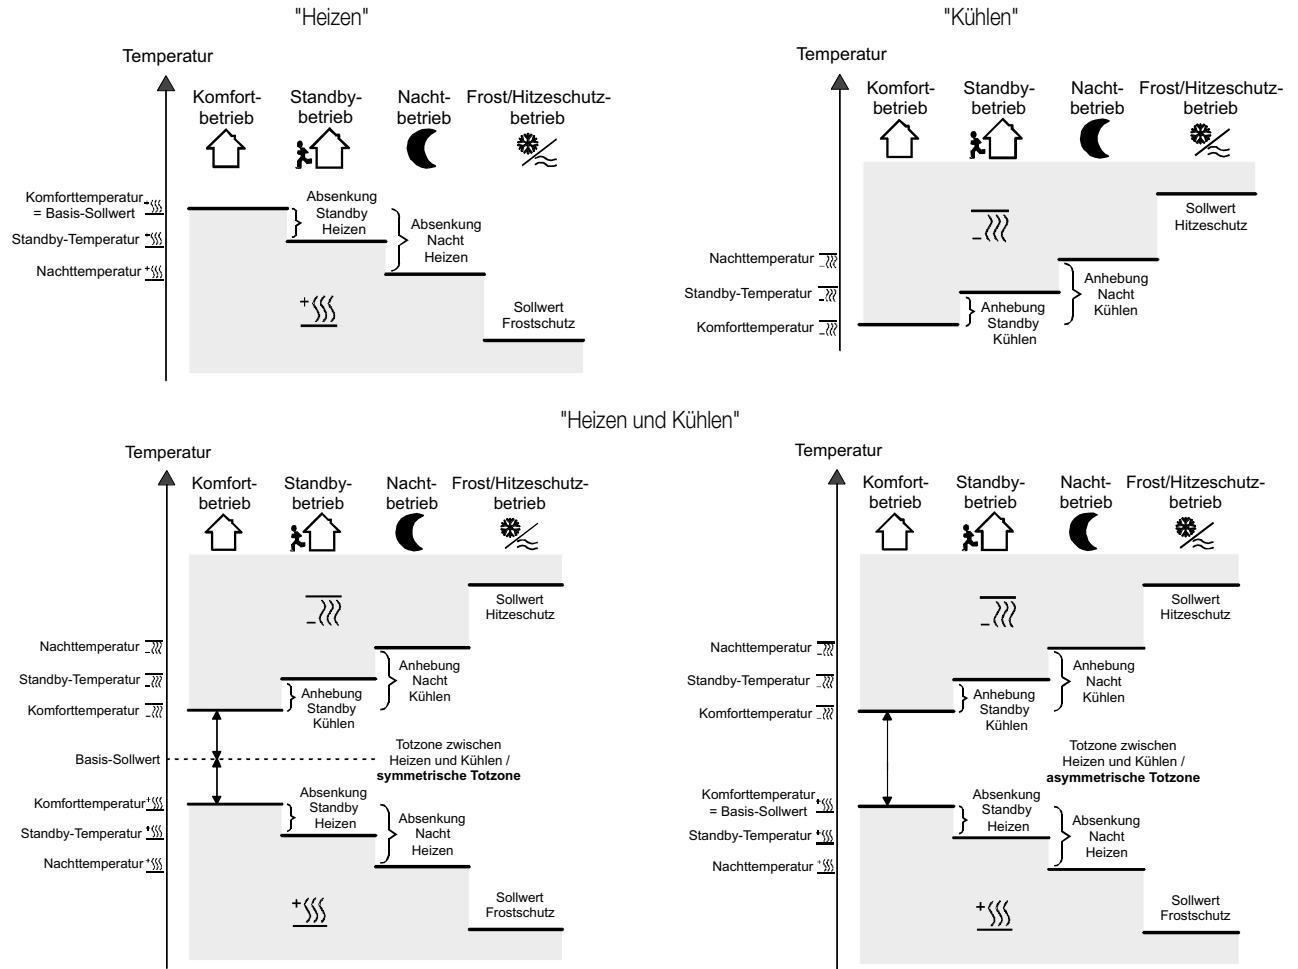 "Heizen"
Temperatur
Komfort-
betrieb
Standby-
betrieb
Nacht-
betrieb
Frost/Hitzeschutz-
betrieb
Komforttemperatur
= Basis-Sollwert
Standby-Temperatur
Nachttemperatur
Absenkung
Standby
Heizen
Absenkung
Nacht
Heizen
Sollwert
Frostschutz
"Kühlen"
Temperatur
Komfort-
betrieb
Standby-
betrieb
Nacht-
betrieb
Frost/Hitzeschutz-
betrieb
Sollwert
Hitzeschutz
Nachttemperatur
Standby-Temperatur
Komforttemperatur
Anhebung
Standby
Kühlen
Anhebung
Nacht
Kühlen
"Heizen und Kühlen"
Temperatur
Komfort-
betrieb
Standby-
betrieb
Nacht-
betrieb
Frost/Hitzeschutz-
betrieb
Sollwert
Hitzeschutz
Nachttemperatur
Standby-Temperatur
Komforttemperatur
Anhebung
Standby
Kühlen
Anhebung
Nacht
Kühlen
Basis-Sollwert
Totzone zwischen
Heizen und Kühlen /
symmetrische Totzone
Komforttemperatur
Standby-Temperatur
Nachttemperatur
Absenkung
Standby
Heizen
Absenkung
Nacht
Heizen
Sollwert
Frostschutz
Temperatur
Komfort-
betrieb
Standby-
betrieb
Nacht-
betrieb
Frost/Hitzeschutz-
betrieb
Sollwert
Hitzeschutz
Nachttemperatur
Standby-Temperatur
Komforttemperatur
Anhebung
Standby
Kühlen
Anhebung
Nacht
Kühlen
Totzone zwischen
Heizen und Kühlen /
asymmetrische Totzone
Komforttemperatur
= Basis-Sollwert
Standby-Temperatur
Nachttemperatur
Absenkung
Standby
Heizen
Absenkung
Nacht
Heizen
Sollwert
Frostschutz